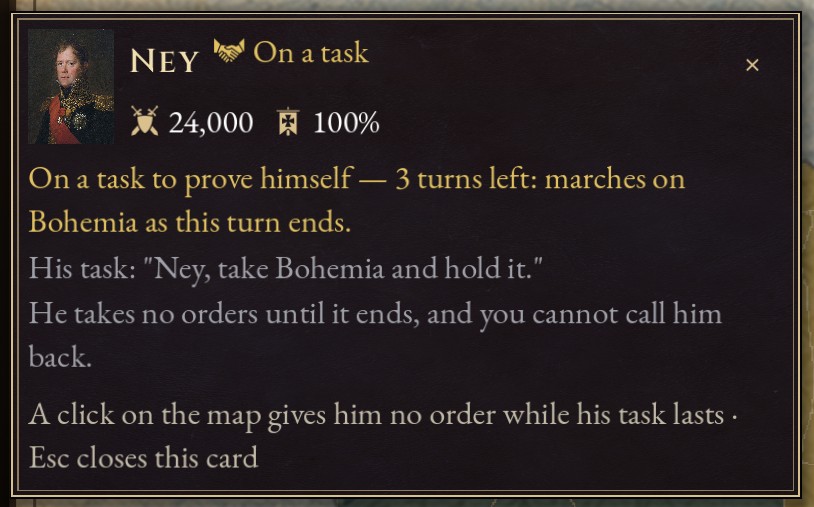 Ney On a task
×
24,000 100%
On a task to prove himself — 3 turns left: marches on
Bohemia as this turn ends.
His task: "Ney, take Bohemia and hold it."
He takes no orders until it ends, and you cannot call him
back.
A click on the map gives him no order while his task lasts ·
Esc closes this card